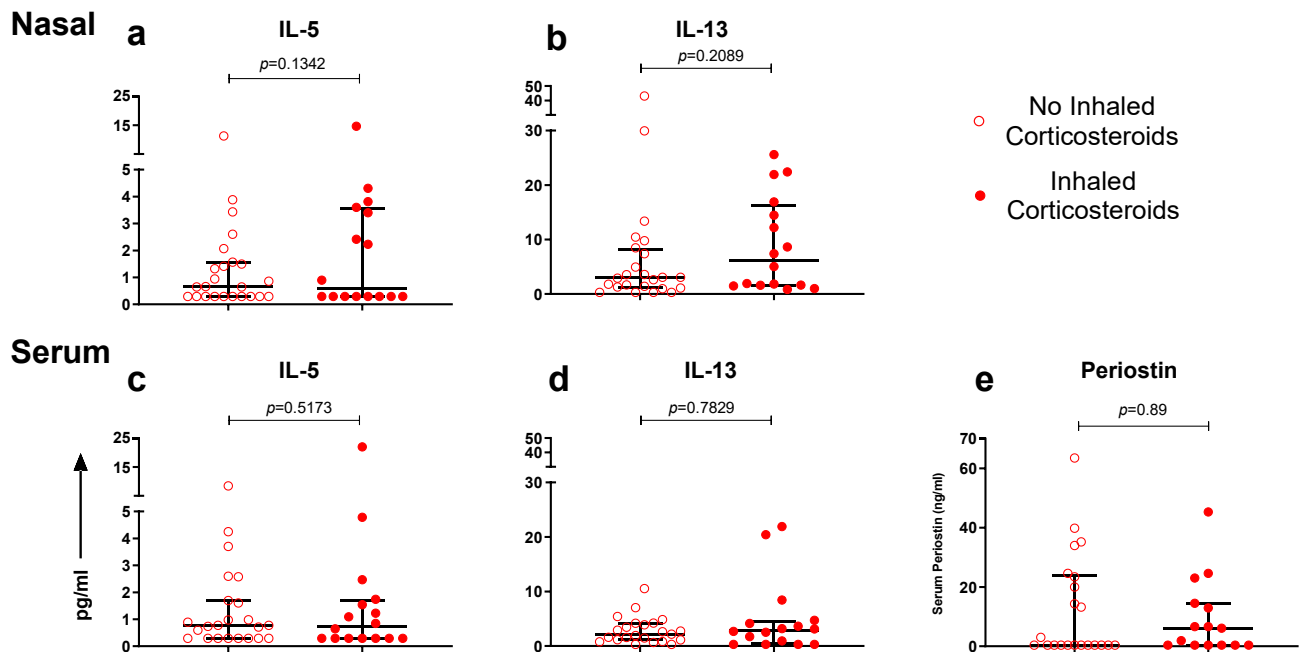 Nasal
a
IL-5
p=0.1342
25
15
5
4
3
2
1
0
b
IL-13
p=0.2089
50
40
30
20
10
0
No Inhaled
Corticosteroids
Inhaled
Corticosteroids
Serum
c
IL-5
p=0.5173
25
15
5
4
3
2
1
0
pg/ml
d
IL-13
p=0.7829
50
40
30
20
10
0
e
Periostin
p=0.89
70
60
40
20
0
Serum Periostin (ng/ml)